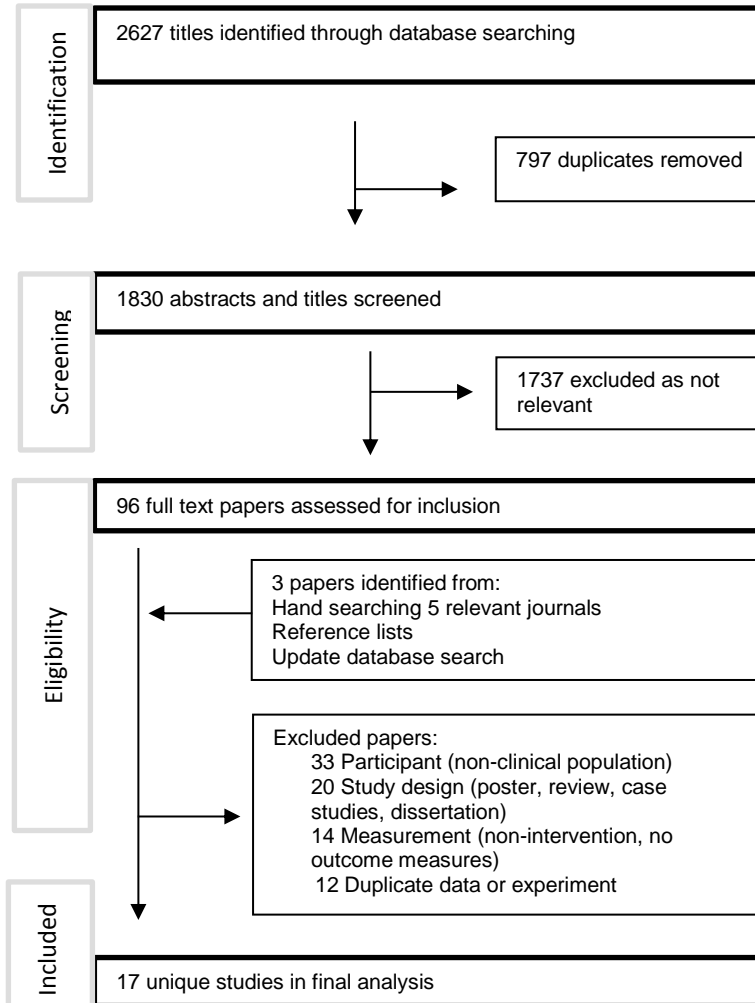 Identification
2627 titles identified through database searching
797 duplicates removed
Screening
1830 abstracts and titles screened
1737 excluded as not
relevant
Eligibility
96 full text papers assessed for inclusion
3 papers identified from:
Hand searching 5 relevant journals
Reference lists
Update database search
Excluded papers:
33 Participant (non-clinical population)
20 Study design (poster, review, case
studies, dissertation)
14 Measurement (non-intervention, no
outcome measures)
12 Duplicate data or experiment
Included
17 unique studies in final analysis